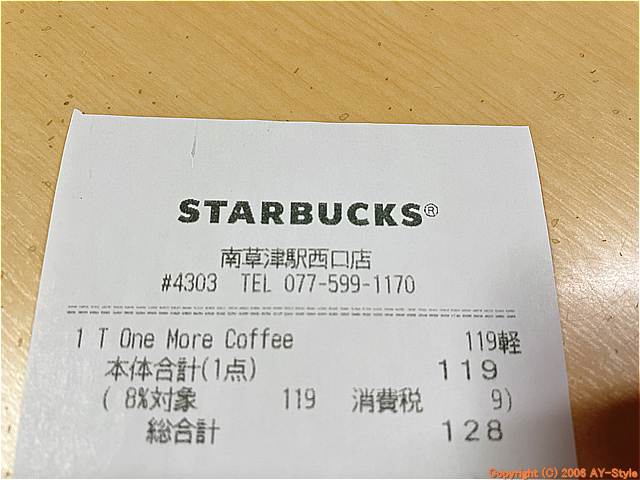 STARBUCKS®
南草津駅西口店
#4303 TEL 077-599-1170
1 T One More Coffee 119軽
本体合計(1点) 119
( 8%対象 119 消費税 9)
総合計 128
Copyright (C) 2006 AY-Style